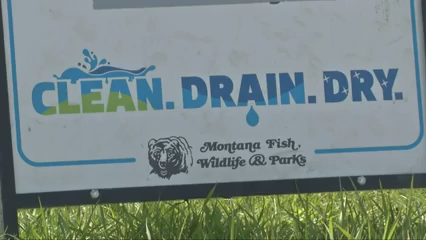 CLEAN. DRAIN. DRY.
Montana Fish,
Wildlife & Parks